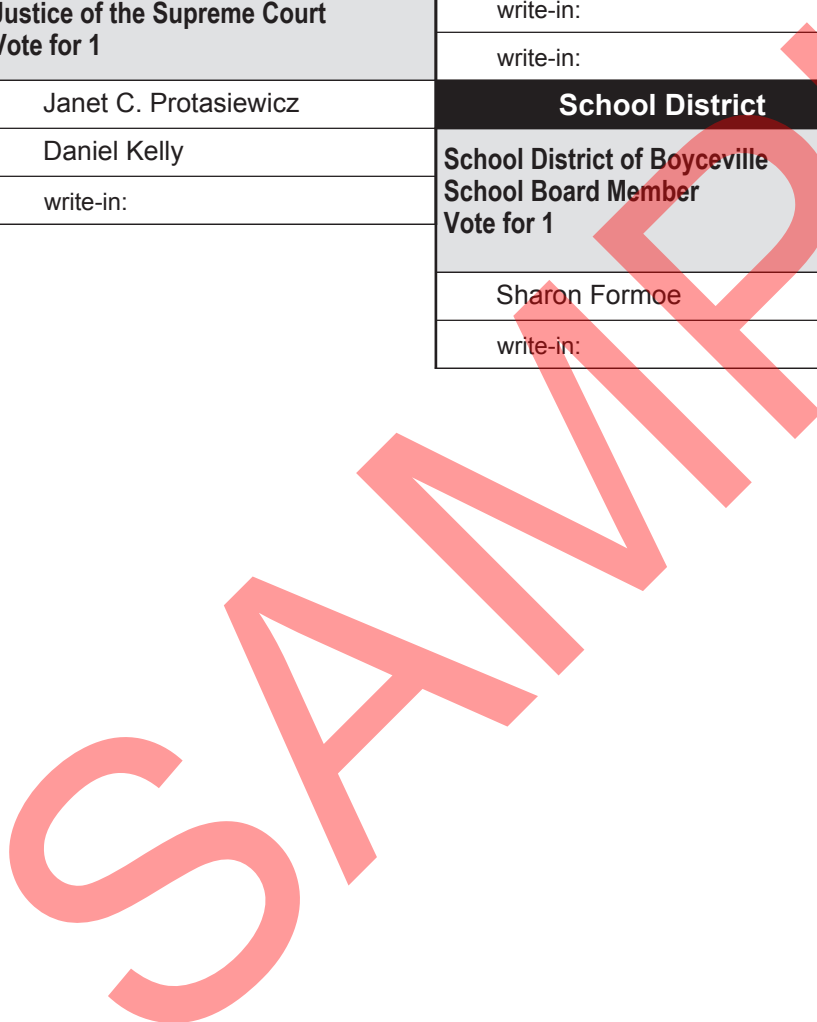 Justice of the Supreme Court
Vote for 1
Janet C. Protasiewicz
Daniel Kelly
write-in:
write-in:
write-in:
School District
School District of Boyceville
School Board Member
Vote for 1
Sharon Formoe
write-in:
SAMP